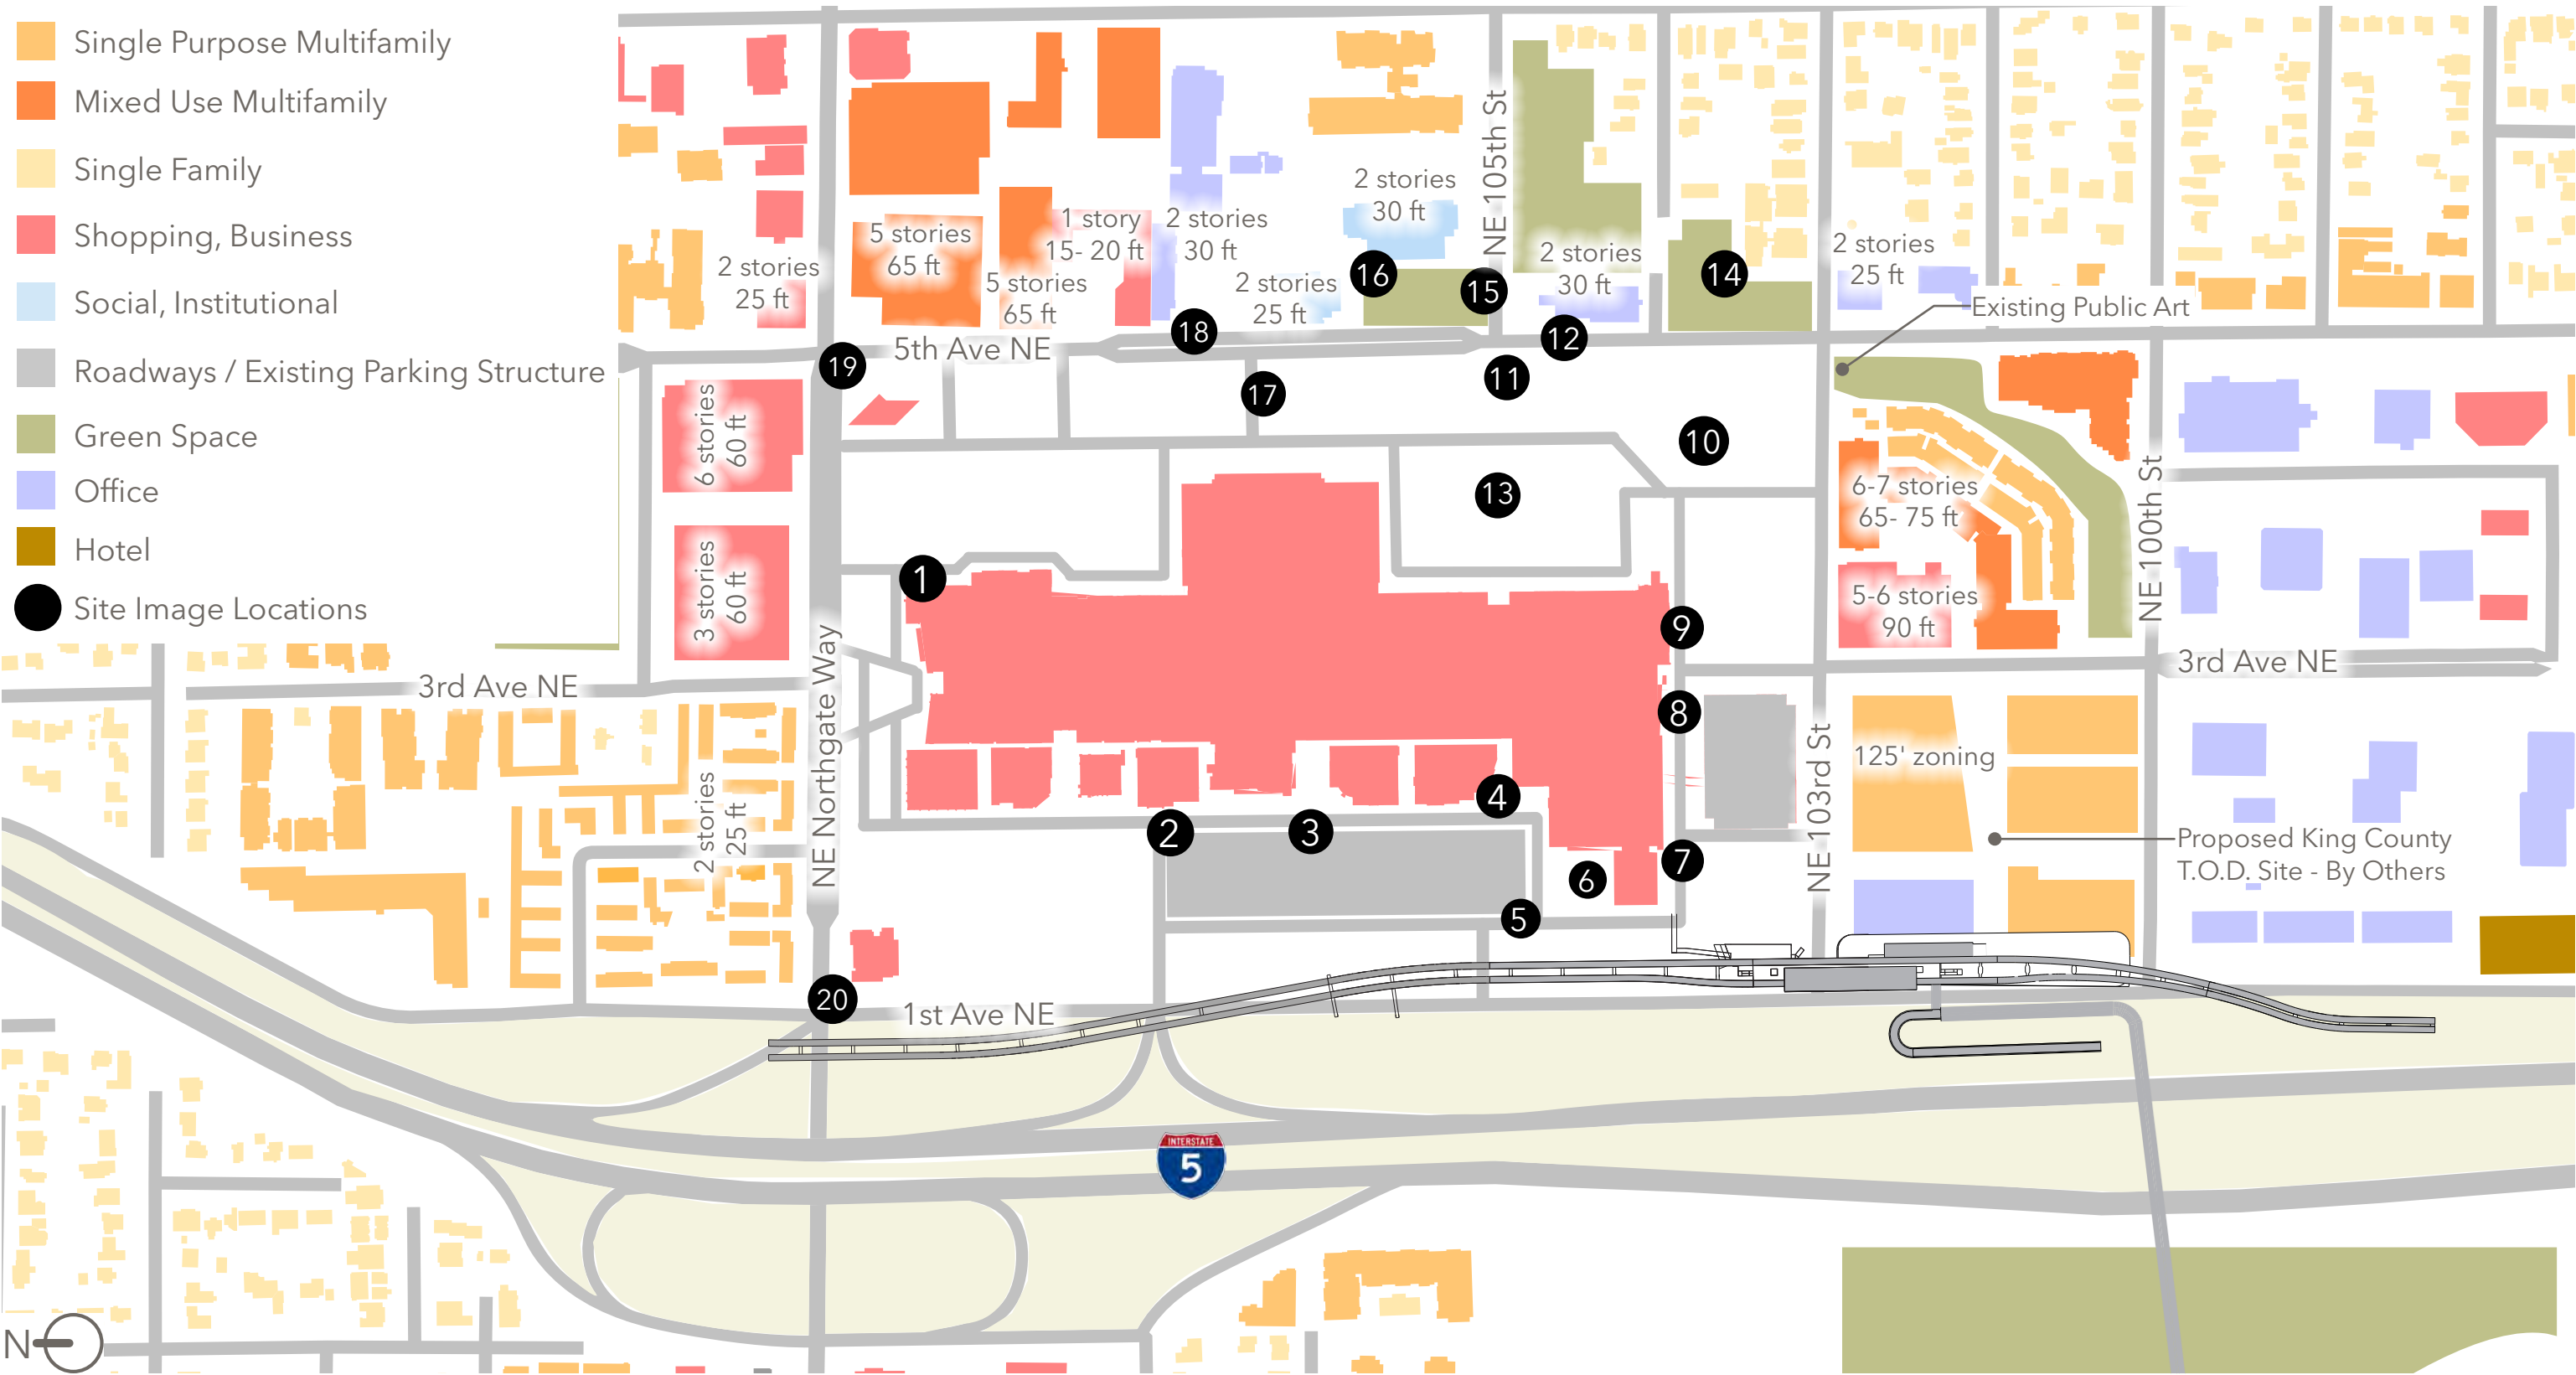 Single Purpose Multifamily
Mixed Use Multifamily
Single Family
Shopping, Business
Social, Institutional
Roadways / Existing Parking Structure
Green Space
Office
Hotel
Site Image Locations
2 stories
25 ft
5 stories
65 ft
5 stories
65 ft
1 story
15- 20 ft
2 stories
30 ft
2 stories
25 ft
2 stories
30 ft
NE 105th St
2 stories
30 ft
2 stories
25 ft
Existing Public Art
16
15
14
18
12
19
5th Ave NE
17
11
10
13
6 stories
60 ft
3 stories
60 ft
6-7 stories
65- 75 ft
5-6 stories
90 ft
NE 100th St
1
9
8
3rd Ave NE
3rd Ave NE
NE Northgate Way
2 stories
25 ft
NE 103rd St
125' zoning
Proposed King County
T.O.D. Site - By Others
4
2
3
7
6
5
20
1st Ave NE
INTERSTATE
5
N